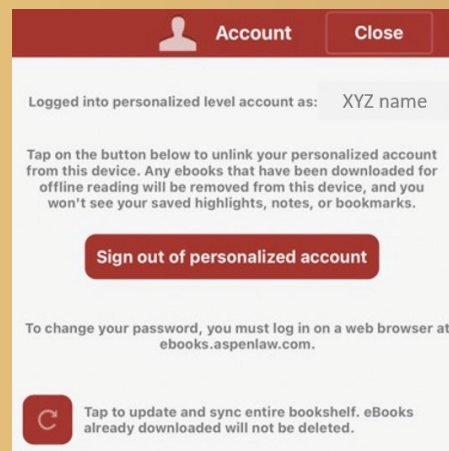 Account
Close
Logged into personalized level account as:
XYZ name
Tap on the button below to unlink your personalized account
from this device. Any ebooks that have been downloaded for
offline reading will be removed from this device, and you
won't see your saved highlights, notes, or bookmarks.
Sign out of personalized account
To change your password, you must log in on a web browser at
ebooks.aspenlaw.com.
Tap to update and sync entire bookshelf. eBooks
already downloaded will not be deleted.